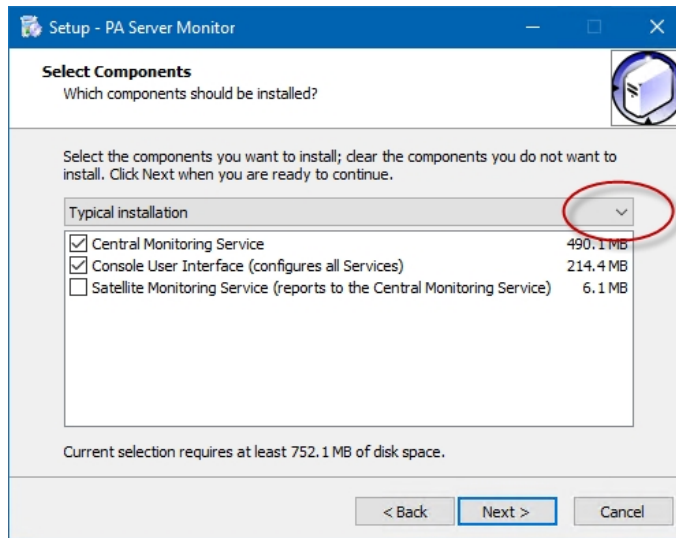 Setup - PA Server Monitor
Select Components
Which components should be installed?
Select the components you want to install; clear the components you do not want to
install. Click Next when you are ready to continue.
Typical installation
Central Monitoring Service 490.1 MB
Console User Interface (configures all Services) 214.4 MB
Satellite Monitoring Service (reports to the Central Monitoring Service) 6.1 MB
Current selection requires at least 752.1 MB of disk space.
< Back Next > Cancel